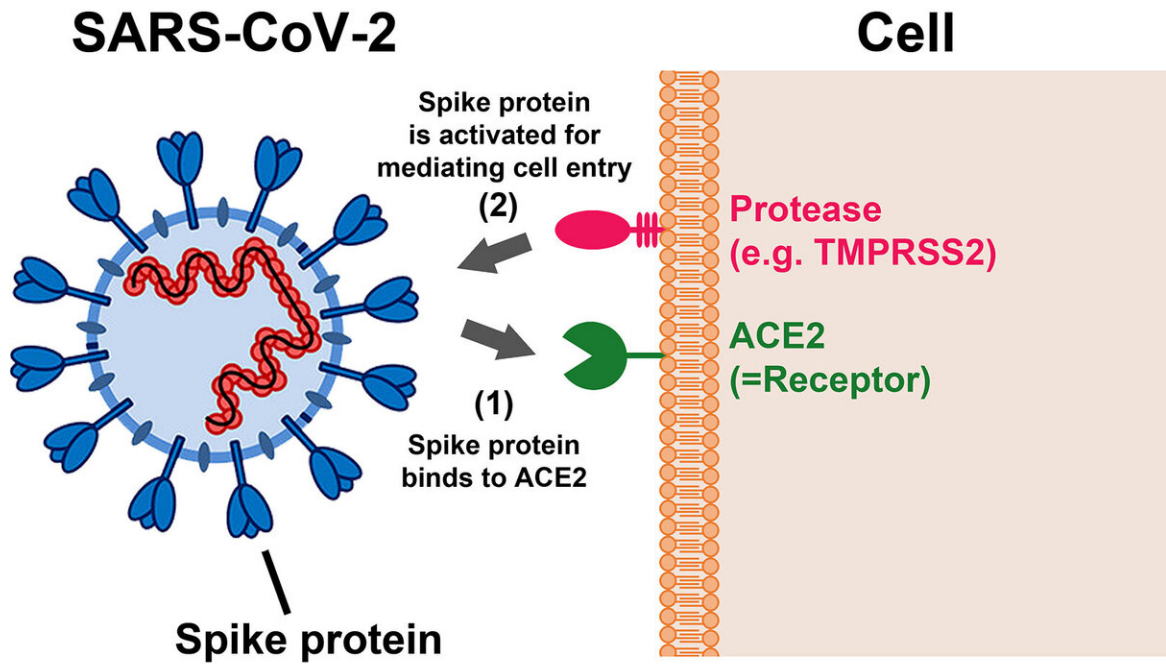 SARS-CoV-2
Cell
Spike protein
is activated for
mediating cell entry
(2)
Protease
(e.g. TMPRSS2)
ACE2
(=Receptor)
(1)
Spike protein
binds to ACE2
Spike protein